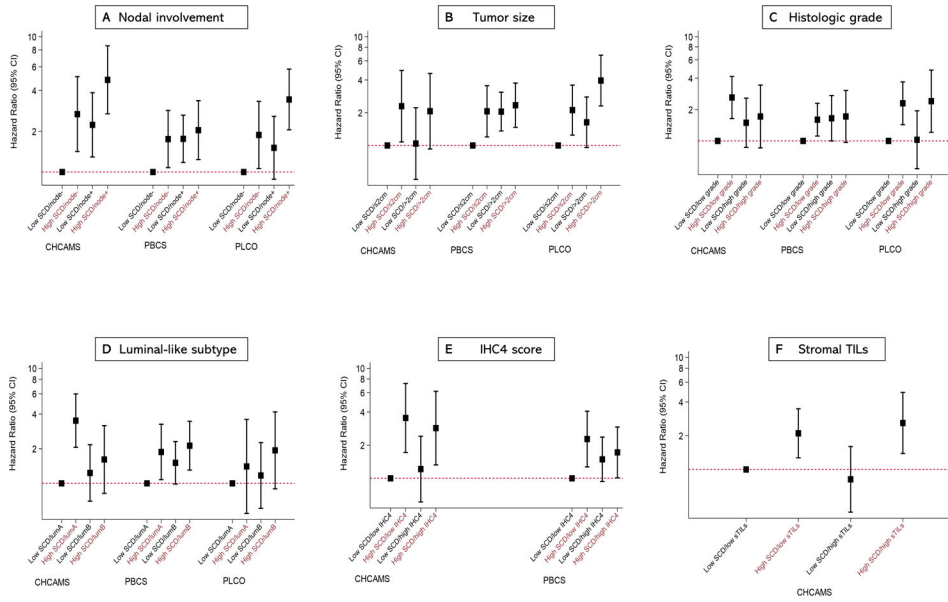 A Nodal involvement
Hazard Ratio (95% CI)
10
8
6
4
2
Low SCD/node-
High SCD/node-
Low SCD/node+
High SCD/node+
Low SCD/node-
High SCD/node-
Low SCD/node+
High SCD/node+
Low SCD/node-
High SCD/node-
Low SCD/node+
High SCD/node+
CHCAMS
PBCS
PLCO
B Tumor size
Hazard Ratio (95% CI)
10
8
6
4
2
Low SCD/≤2cm
High SCD/≤2cm
Low SCD/>2cm
High SCD/>2cm
Low SCD/≤2cm
High SCD/≤2cm
Low SCD/>2cm
High SCD/>2cm
Low SCD/≤2cm
High SCD/≤2cm
Low SCD/>2cm
High SCD/>2cm
CHCAMS
PBCS
PLCO
C Histologic grade
Hazard Ratio (95% CI)
10
8
6
4
2
Low SCD/low grade
High SCD/low grade
Low SCD/high grade
High SCD/high grade
Low SCD/low grade
High SCD/low grade
Low SCD/high grade
High SCD/high grade
Low SCD/low grade
High SCD/low grade
Low SCD/high grade
High SCD/high grade
CHCAMS
PBCS
PLCO
D Luminal-like subtype
Hazard Ratio (95% CI)
10
8
6
4
2
Low SCD/lumA
High SCD/lumA
Low SCD/lumB
High SCD/lumB
Low SCD/lumA
High SCD/lumA
Low SCD/lumB
High SCD/lumB
Low SCD/lumA
High SCD/lumA
Low SCD/lumB
High SCD/lumB
CHCAMS
PBCS
PLCO
E IHC4 score
Hazard Ratio (95% CI)
10
8
6
4
2
Low SCD/low IHC4
High SCD/low IHC4
Low SCD/high IHC4
High SCD/high IHC4
Low SCD/low IHC4
High SCD/low IHC4
Low SCD/high IHC4
High SCD/high IHC4
CHCAMS
PBCS
F Stromal TILs
Hazard Ratio (95% CI)
10
8
6
4
2
Low SCD/low sTILs
High SCD/low sTILs
Low SCD/high sTILs
High SCD/high sTILs
CHCAMS